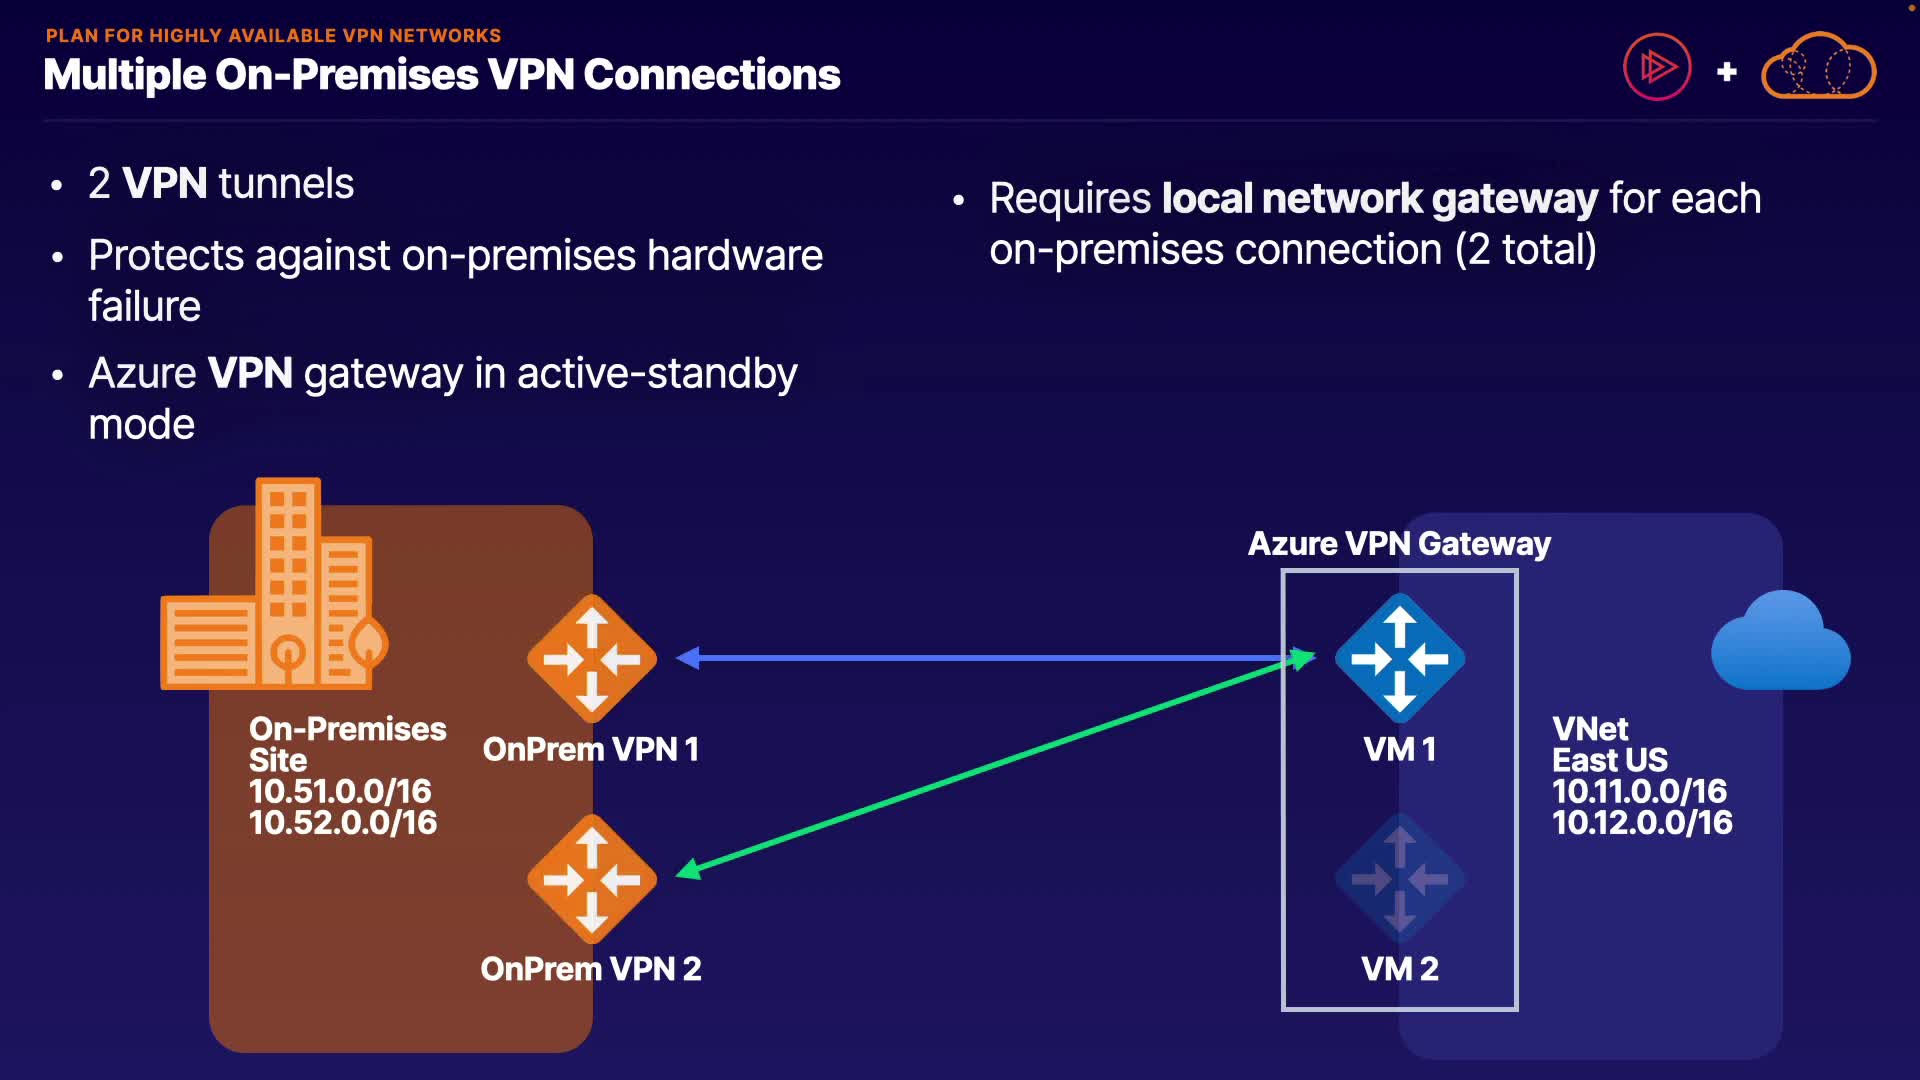 PLAN FOR HIGHLY AVAILABLE VPN NETWORKS
Multiple On-Premises VPN Connections
+
• 2 VPN tunnels
• Protects against on-premises hardware
failure
• Azure VPN gateway in active-standby
mode
• Requires local network gateway for each
on-premises connection (2 total)
On-Premises
Site
10.51.0.0/16
10.52.0.0/16
OnPrem VPN 1
OnPrem VPN 2
Azure VPN Gateway
VM 1
VM 2
VNet
East US
10.11.0.0/16
10.12.0.0/16